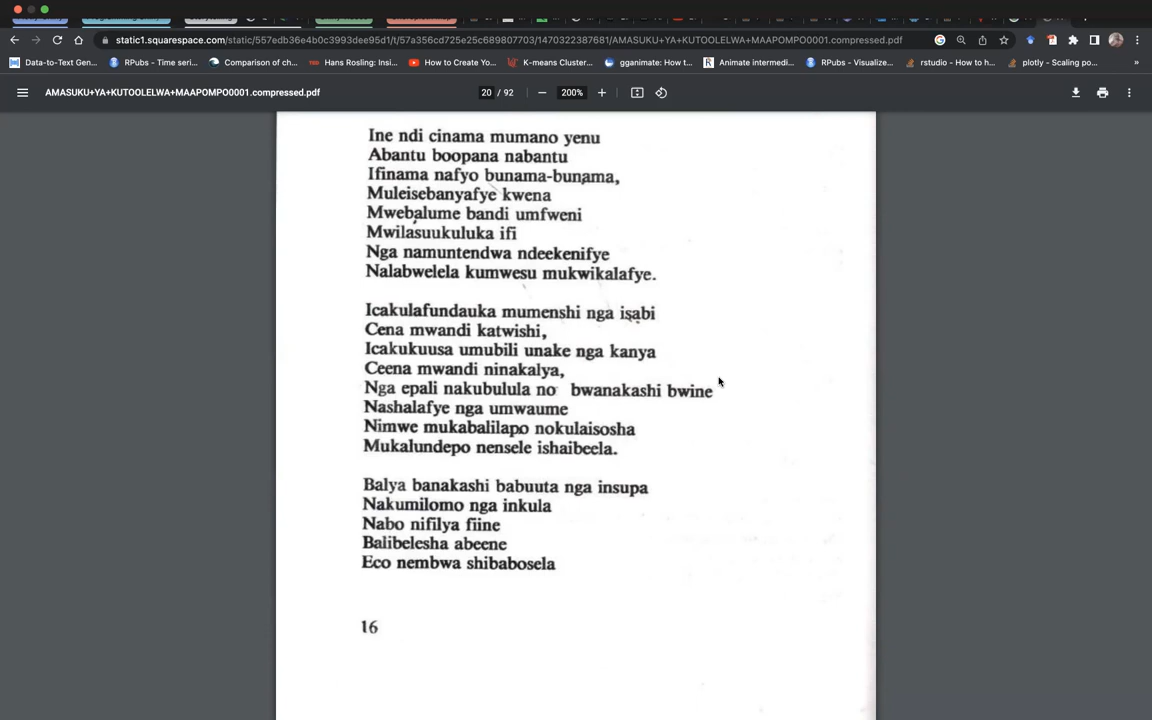 static1.squarespace.com/static/557edb36e4b0c3993dee95d1/t/57a356cd725e25c689807703/1470322387681/AMASUKU+YA+KUTOOLELWA+MAAPOMPO0001.compressed.pdf
Data-to-Text Gen... RPubs - Time seri... Comparison of ch... Hans Rosling: Insi... How to Create Yo... K-means Cluster... gganimate: How t... Animate intermedi... RPubs - Visualize... rstudio - How to h... plotly - Scaling po... »
AMASUKU+YA+KUTOOLELWA+MAAPOMPO0001.compressed.pdf 20 / 92 − 200% +
Ine ndi cinama mumano yenu
Abantu boopana nabantu
Ifinama nafyo bunama-bunama,
Muleisebanyafye kwena
Mwebalume bandi umfweni
Mwilasuukuluka ifi
Nga namuntendwa ndeekenifye
Nalabwelela kumwesu mukwikalafye.
Icakulafundauka mumenshi nga isabi
Cena mwandi katwishi,
Icakukuusa umubili unake nga kanya
Ceena mwandi ninakalya,
Nga epali nakubulula no bwanakashi bwine
Nashalafye nga umwaume
Nimwe mukabalilapo nokulaisosha
Mukalundepo nensele ishaibeela.
Balya banakashi babuuta nga insupa
Nakumilomo nga inkula
Nabo nifilya fiine
Balibelesha abeene
Eco nembwa shibabosela
16